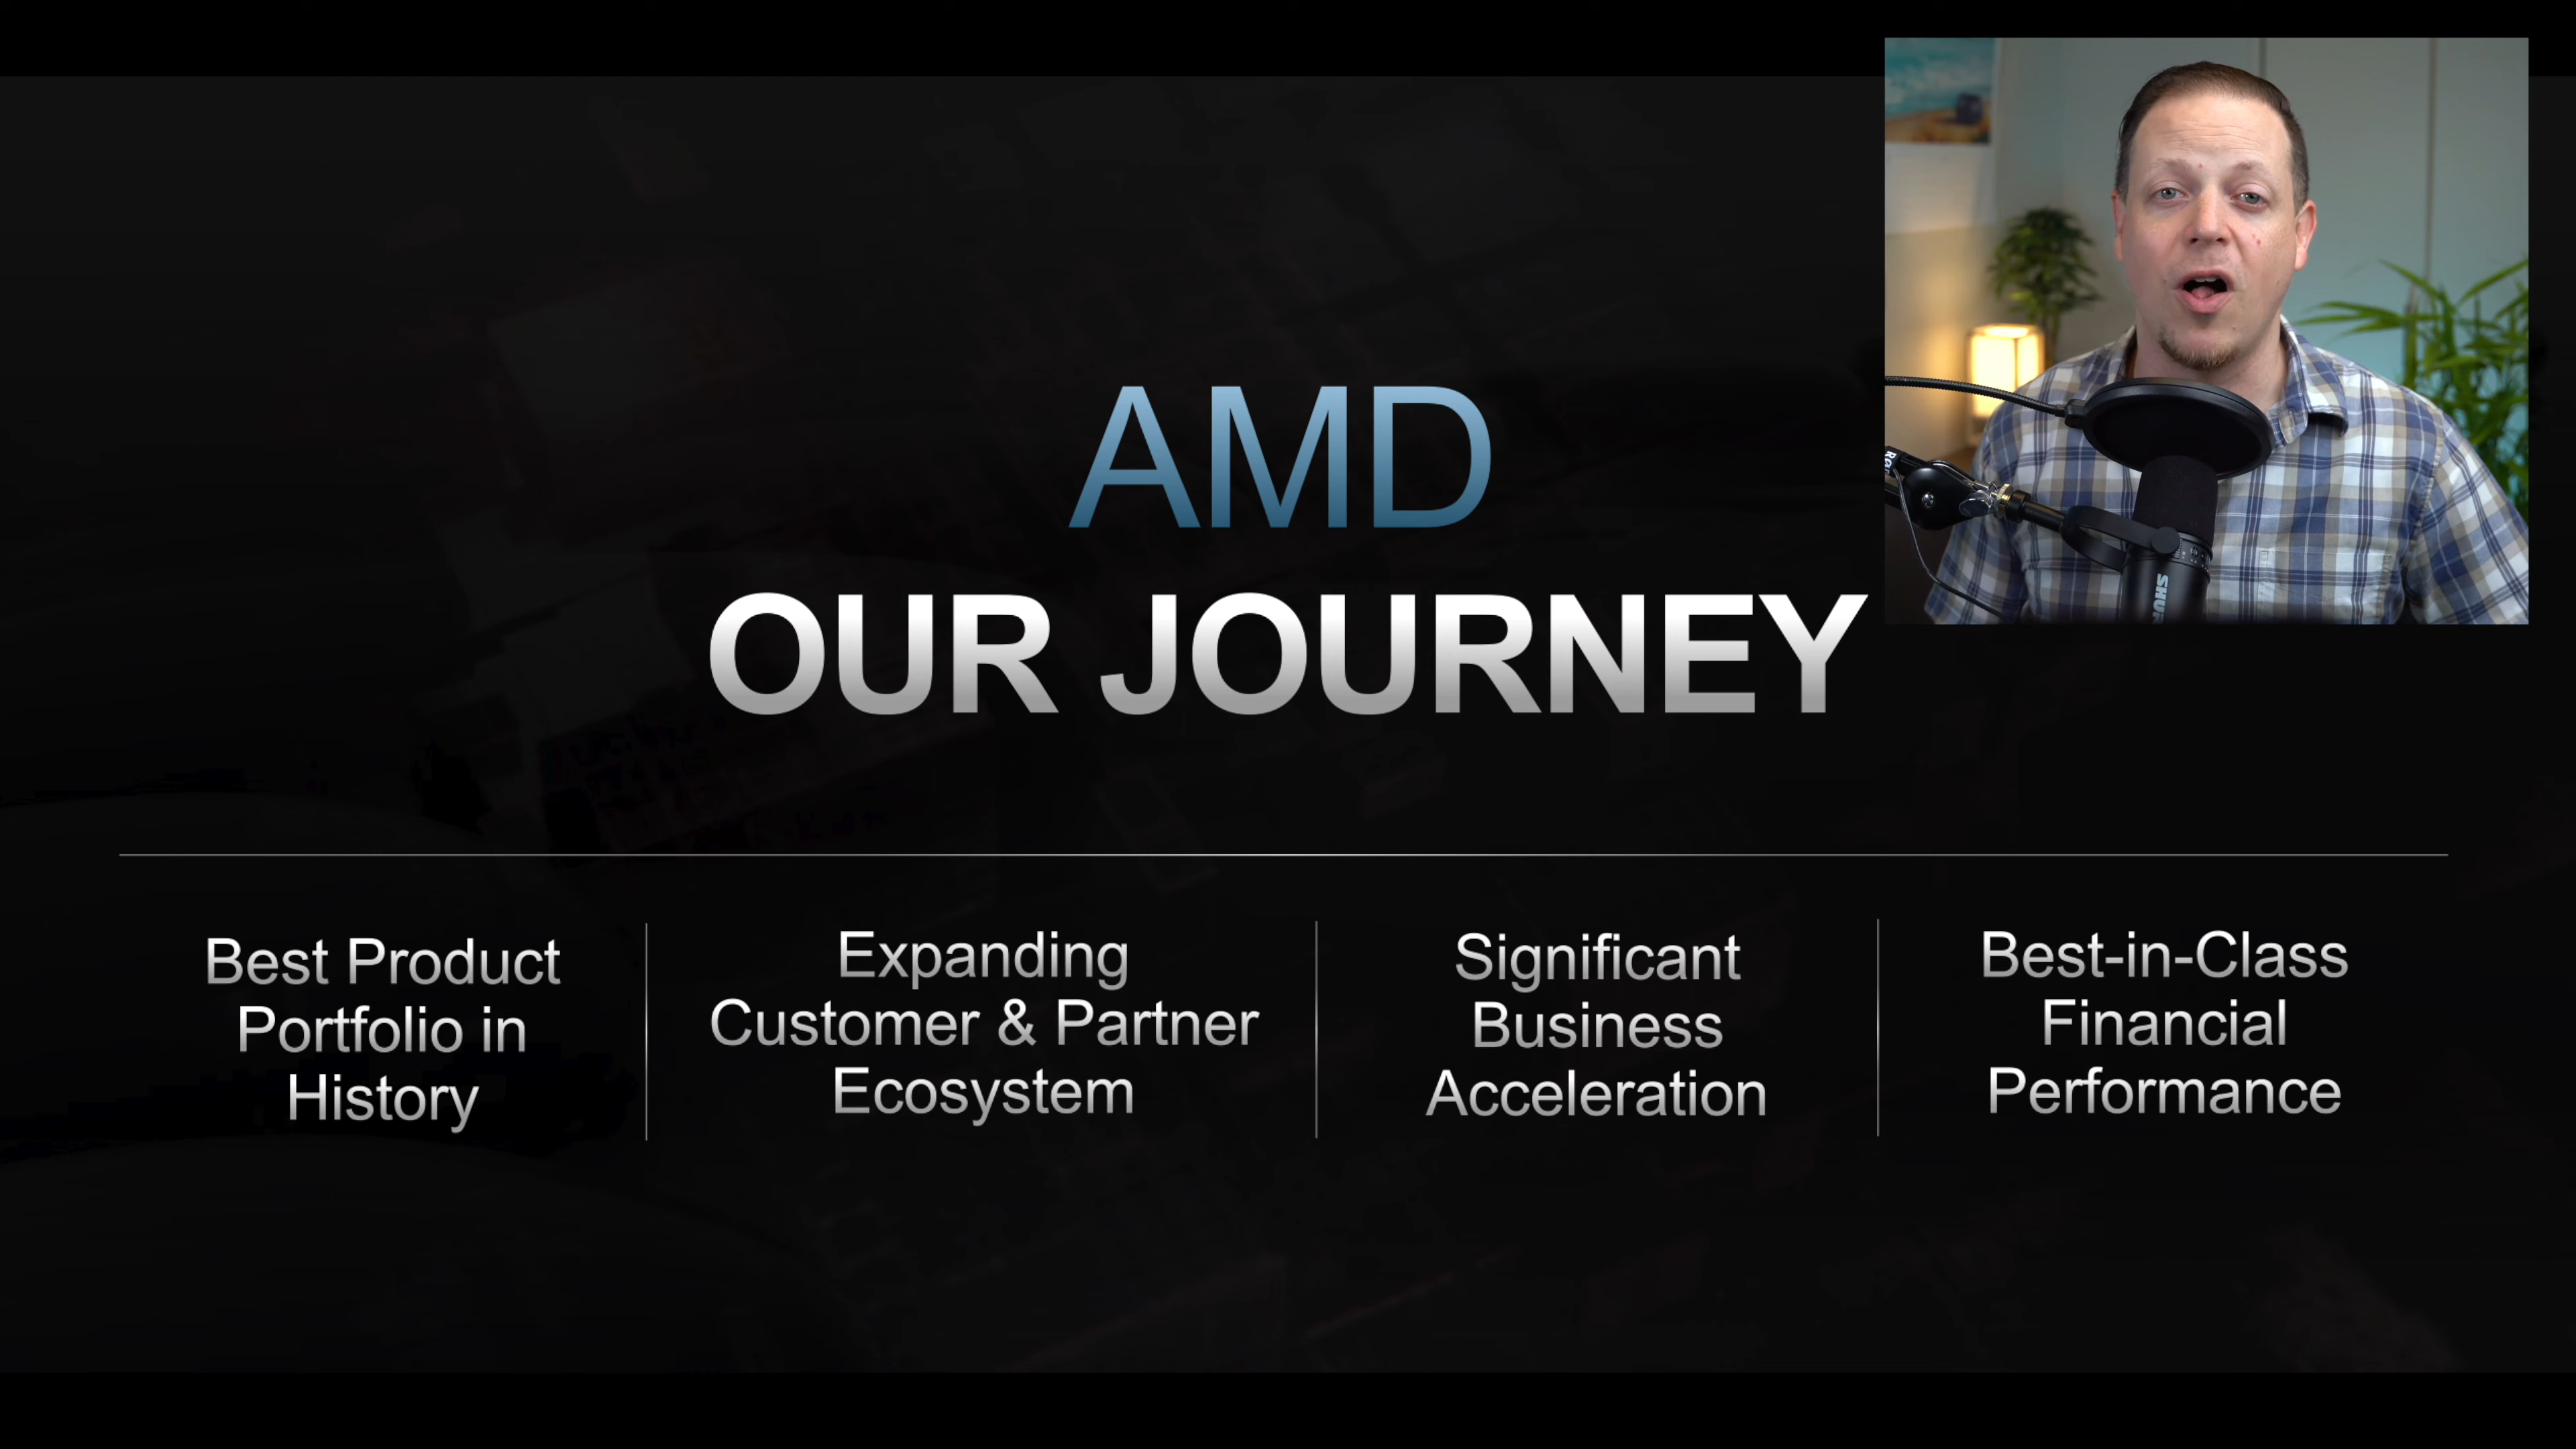 AMD
OUR JOURNEY
Best Product
Portfolio in
History
Expanding
Customer & Partner
Ecosystem
Significant
Business
Acceleration
Best-in-Class
Financial
Performance